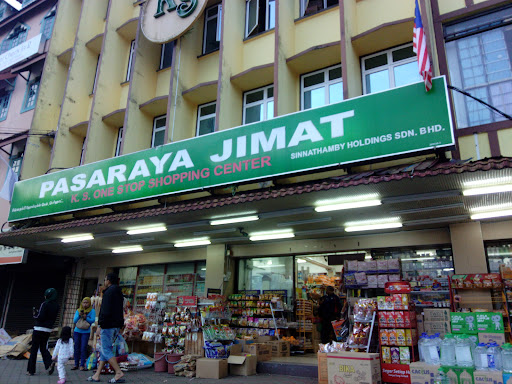 KS
PASARAYA JIMAT
K. S. ONE STOP SHOPPING CENTER
SINNATHAMBY HOLDINGS SDN. BHD.